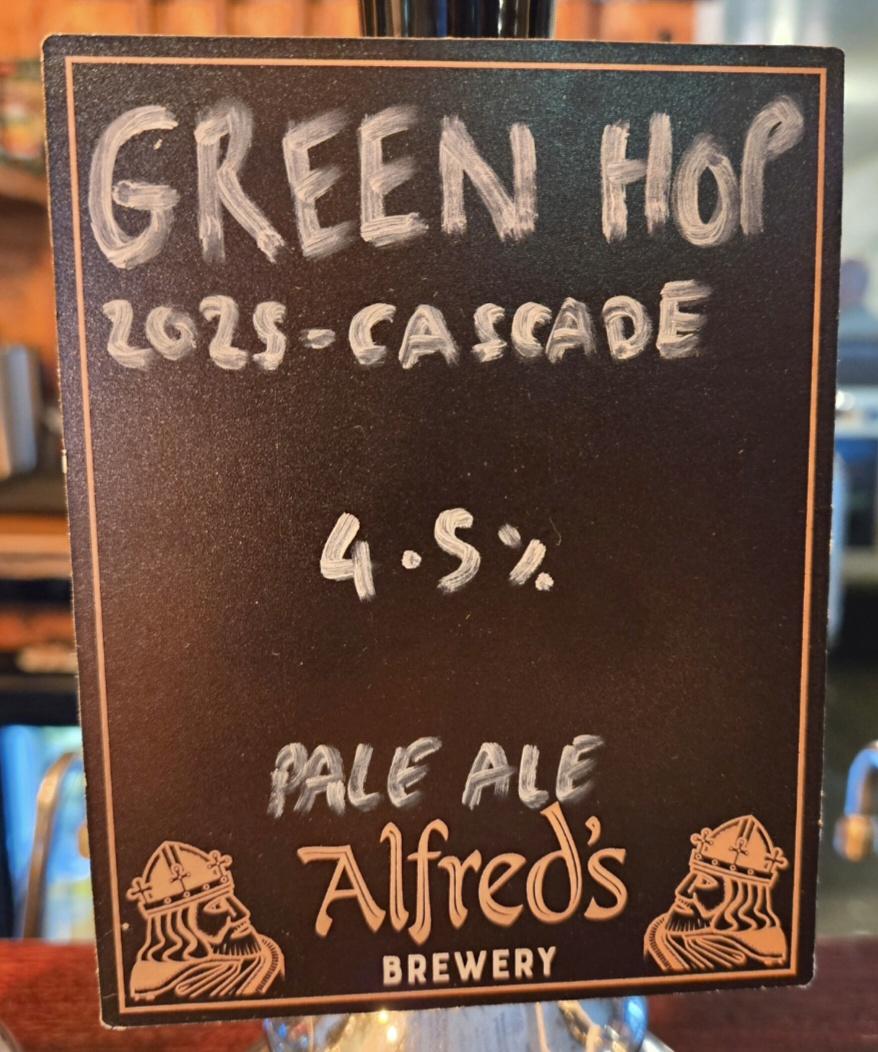 GREEN HOP
2025-CASCADE
4.5%
PALE ALE
Alfred's
BREWERY